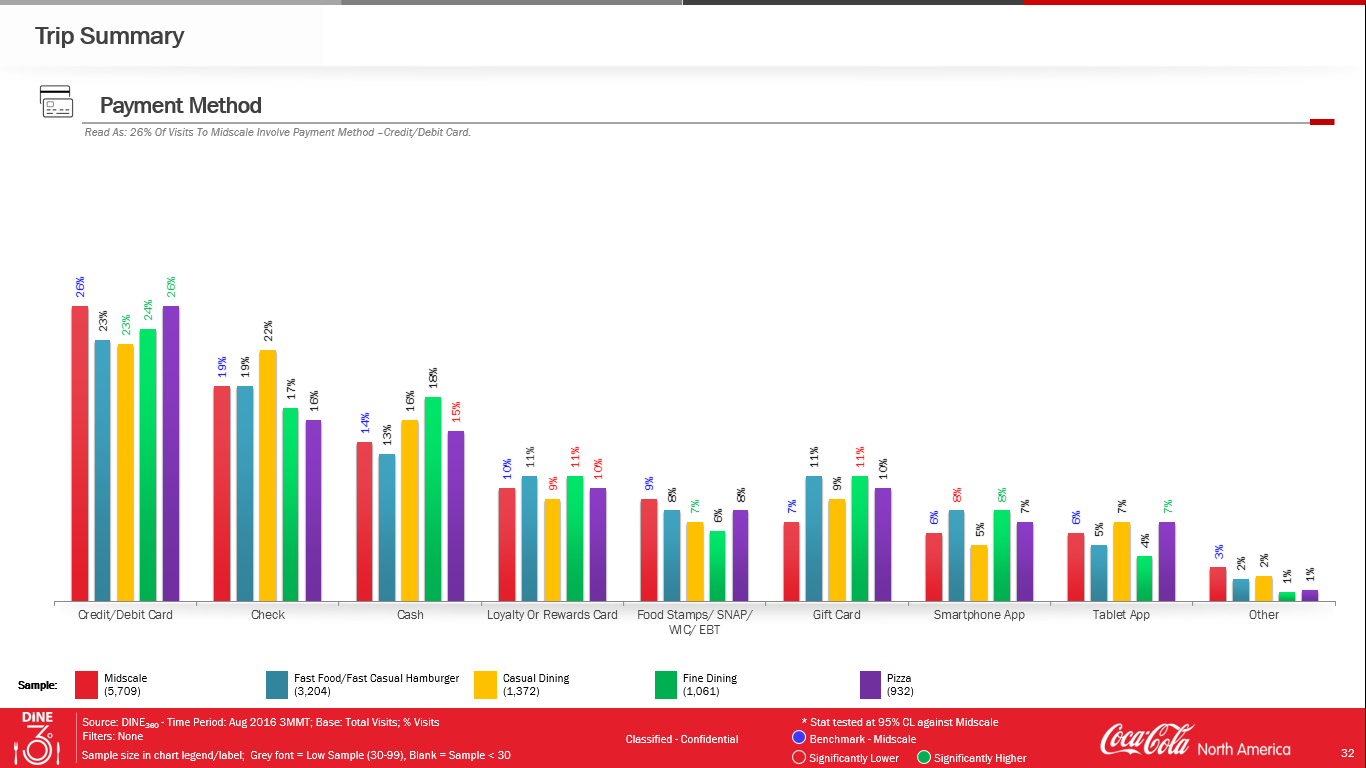 Trip Summary
Payment Method
Read As: 26% Of Visits To Midscale Involve Payment Method –Credit/Debit Card.
26% 23% 23% 24% 26%
19% 19% 22% 17% 16%
14% 13% 16% 18% 15%
10% 11% 9% 11% 10%
9% 8% 7% 6% 8%
7% 11% 9% 11% 10%
6% 8% 5% 8% 7%
6% 5% 7% 4% 7%
3% 2% 2% 1% 1%
Credit/Debit Card Check Cash Loyalty Or Rewards Card Food Stamps/ SNAP/ Gift Card Smartphone App Tablet App Other
WIC/ EBT
Sample:
Midscale
(5,709)
Fast Food/Fast Casual Hamburger
(3,204)
Casual Dining
(1,372)
Fine Dining
(1,061)
Pizza
(932)
DINE
360
Source: DINE360 - Time Period: Aug 2016 3MMT; Base: Total Visits; % Visits
Filters: None
Sample size in chart legend/label; Grey font = Low Sample (30-99), Blank = Sample < 30
Classified - Confidential
* Stat tested at 95% CL against Midscale
Benchmark - Midscale
Significantly Lower Significantly Higher
Coca-Cola North America
32